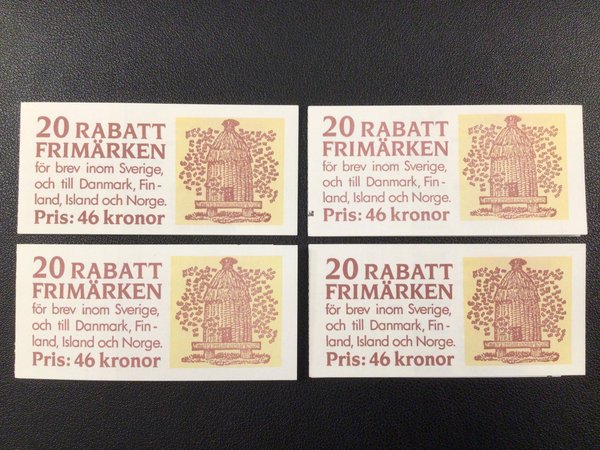 20 RABATT
FRIMÄRKEN
för brev inom Sverige,
och till Danmark, Fin-
land, Island och Norge.
Pris: 46 kronor
20 RABATT
FRIMÄRKEN
för brev inom Sverige,
och till Danmark, Fin-
land, Island och Norge.
Pris: 46 kronor
20 RABATT
FRIMÄRKEN
för brev inom Sverige,
och till Danmark, Fin-
land, Island och Norge.
Pris: 46 kronor
20 RABATT
FRIMÄRKEN
för brev inom Sverige,
och till Danmark, Fin-
land, Island och Norge.
Pris: 46 kronor